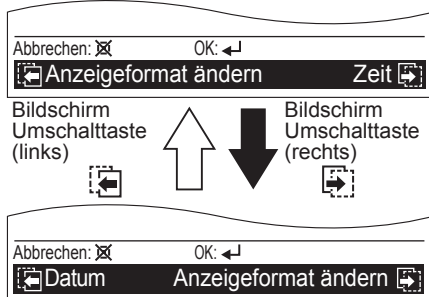 Abbrechen: OK:
Anzeigeformat ändern Zeit
Bildschirm
Umschalttaste
(links)
Bildschirm
Umschalttaste
(rechts)
Abbrechen: OK:
Datum Anzeigeformat ändern